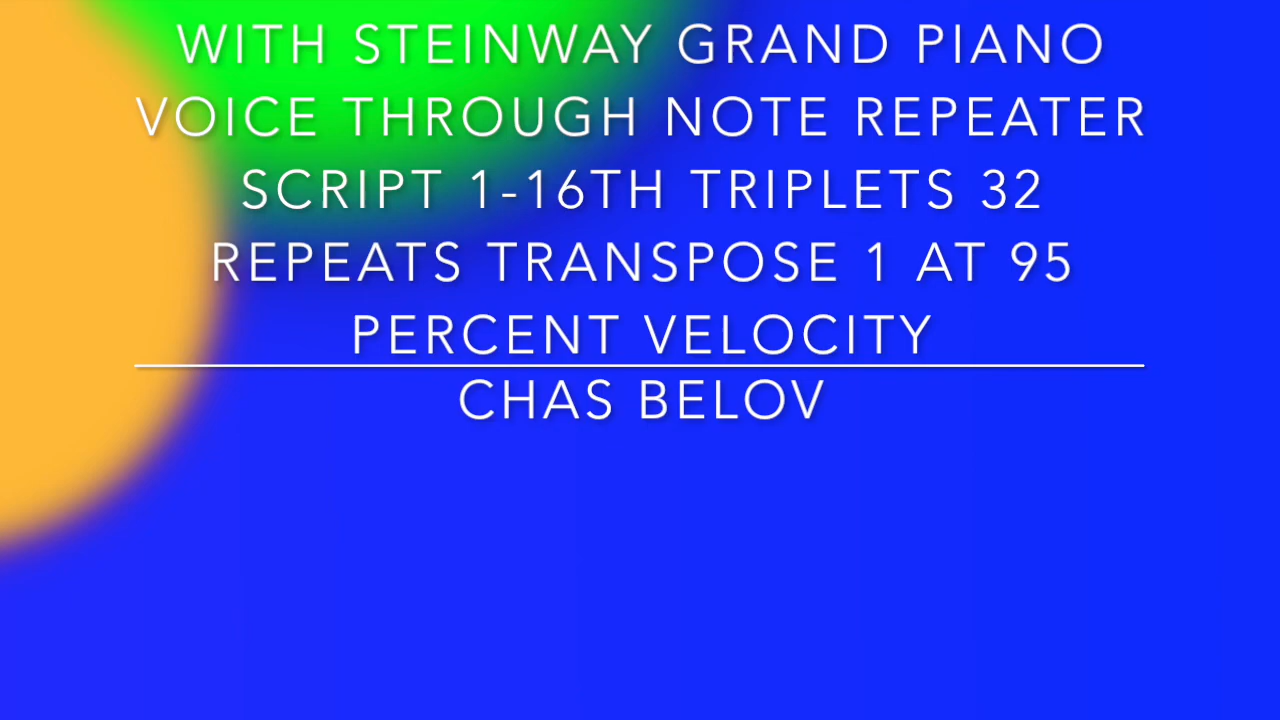 WITH STEINWAY GRAND PIANO
VOICE THROUGH NOTE REPEATER
SCRIPT 1-16TH TRIPLETS 32
REPEATS TRANSPOSE 1 AT 95
PERCENT VELOCITY
CHAS BELOV